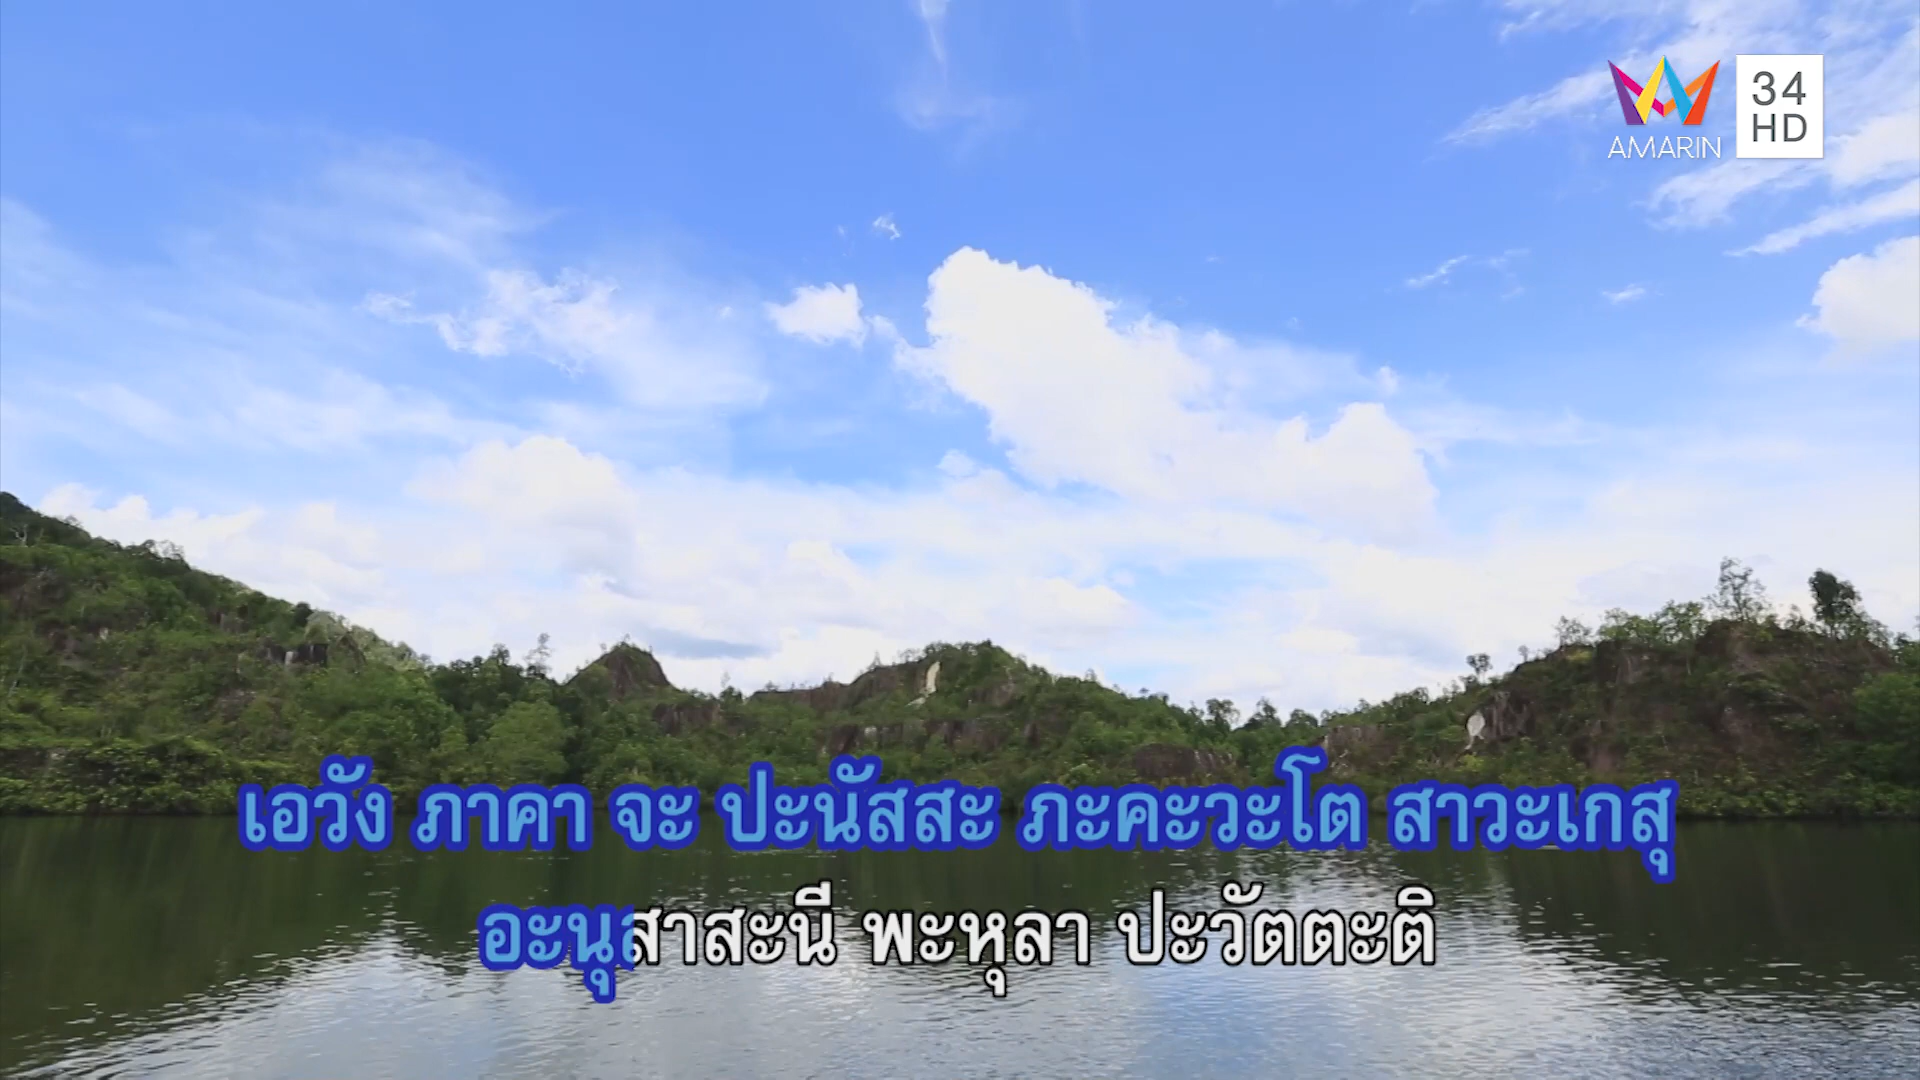 AMARIN
34
HD
เอวัง ภาคา จะ ปะนัสสะ ภะคะวะโต สาวะเกสุ
อะนุสาสะนี พะหุลา ปะวัตตะติ